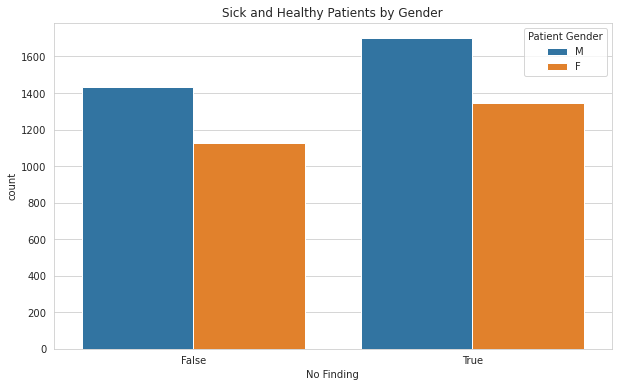 Sick and Healthy Patients by Gender
Patient Gender
M
F
1600
1400
1200
1000
800
600
400
200
0
count
False
True
No Finding